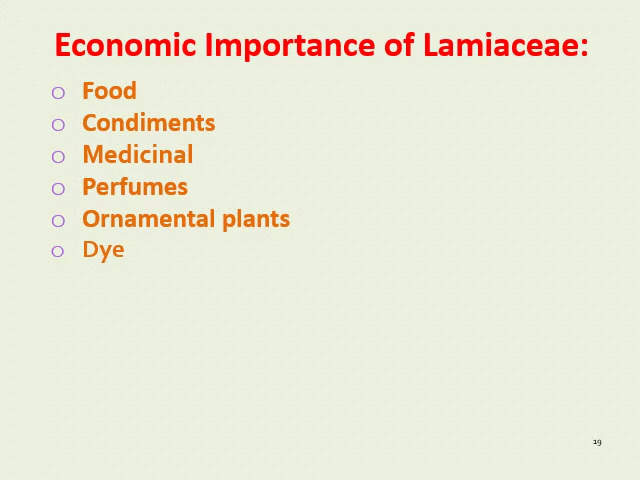 Economic Importance of Lamiaceae:
o Food
o Condiments
o Medicinal
o Perfumes
o Ornamental plants
o Dye
19